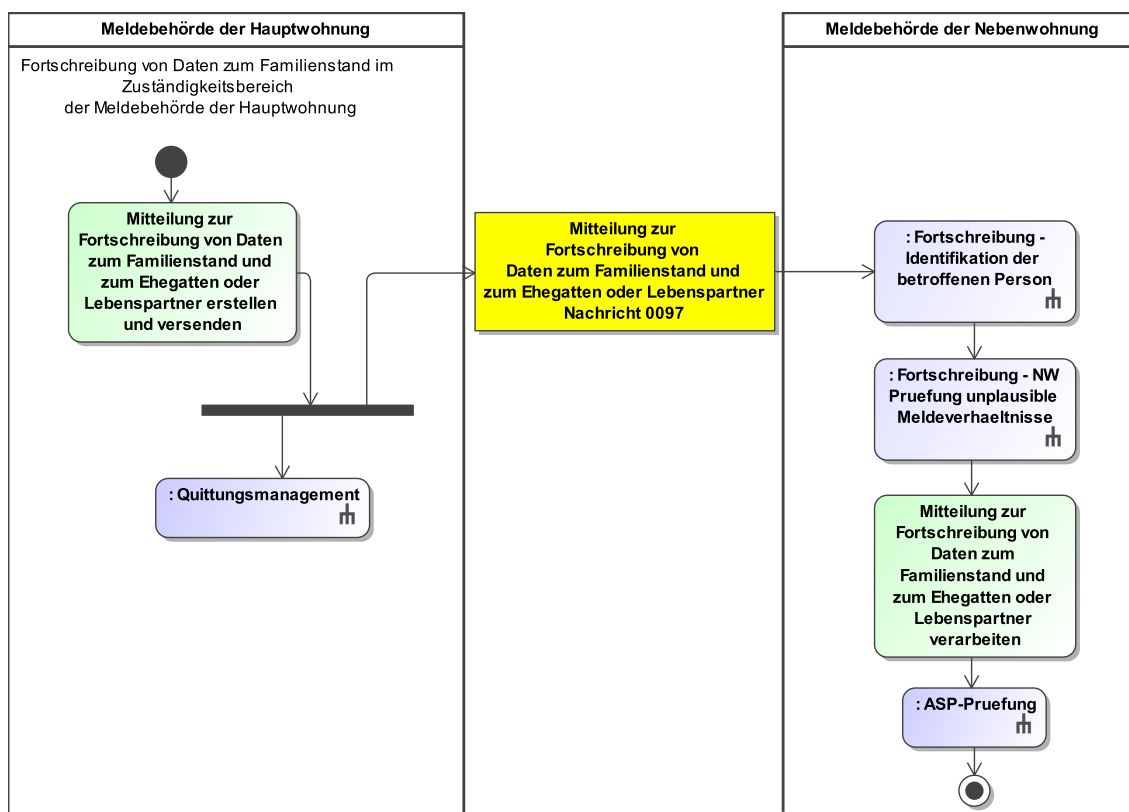 Meldebehörde der Hauptwohnung
Fortschreibung von Daten zum Familienstand im
Zuständigkeitsbereich
der Meldebehörde der Hauptwohnung
Mitteilung zur
Fortschreibung von Daten
zum Familienstand und
zum Ehegatten oder
Lebenspartner erstellen
und versenden
: Quittungsmanagement
Mitteilung zur
Fortschreibung von
Daten zum Familienstand und
zum Ehegatten oder Lebenspartner
Nachricht 0097
Meldebehörde der Nebenwohnung
: Fortschreibung -
Identifikation der
betroffenen Person
: Fortschreibung - NW
Pruefung unplausible
Meldeverhaeltnisse
Mitteilung zur
Fortschreibung von
Daten zum
Familienstand und
zum Ehegatten oder
Lebenspartner
verarbeiten
: ASP-Pruefung